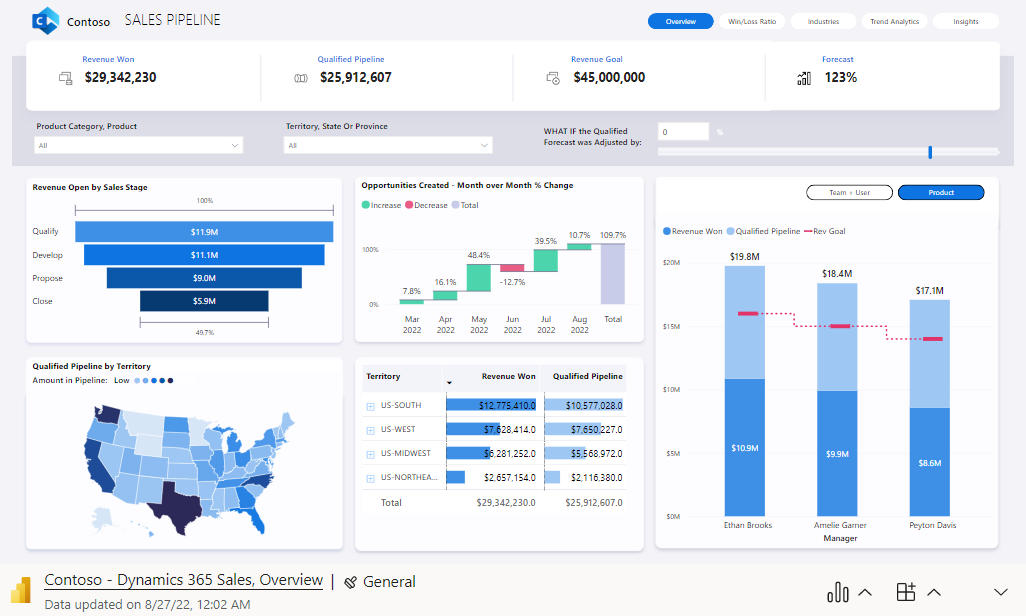 Contoso SALES PIPELINE
Overview Win/Loss Ratio Industries Trend Analytics Insights
Revenue Won Qualified Pipeline Revenue Goal Forecast
$29,342,230 $25,912,607 $45,000,000 123%
Product Category, Product
All
Territory, State Or Province
All
WHAT IF the Qualified
Forecast was Adjusted by:
0 %
Revenue Open by Sales Stage
100%
Qualify $11.9M
Develop $11.1M
Propose $9.0M
Close $5.9M
49.7%
Opportunities Created - Month over Month % Change
Increase Decrease Total
100%
0%
7.8% 16.1% 48.4% -12.7% 39.5% 10.7% 109.7%
Mar Apr May Jun Jul Aug Total
2022 2022 2022 2022 2022 2022
Team + User Product
Revenue Won Qualified Pipeline Rev Goal
$20M
$15M
$10M
$5M
$0M
$19.8M $18.4M $17.1M
$10.9M $9.9M $8.6M
Ethan Brooks Amelie Garner Peyton Davis
Manager
Qualified Pipeline by Territory
Amount in Pipeline: Low
Territory Revenue Won Qualified Pipeline
US-SOUTH $12,775,410.0 $10,577,028.0
US-WEST $7,628,414.0 $7,650,227.0
US-MIDWEST $6,281,252.0 $5,568,972.0
US-NORTHEA... $2,657,154.0 $2,116,380.0
Total $29,342,230.0 $25,912,607.0
Contoso - Dynamics 365 Sales, Overview | General
Data updated on 8/27/22, 12:02 AM